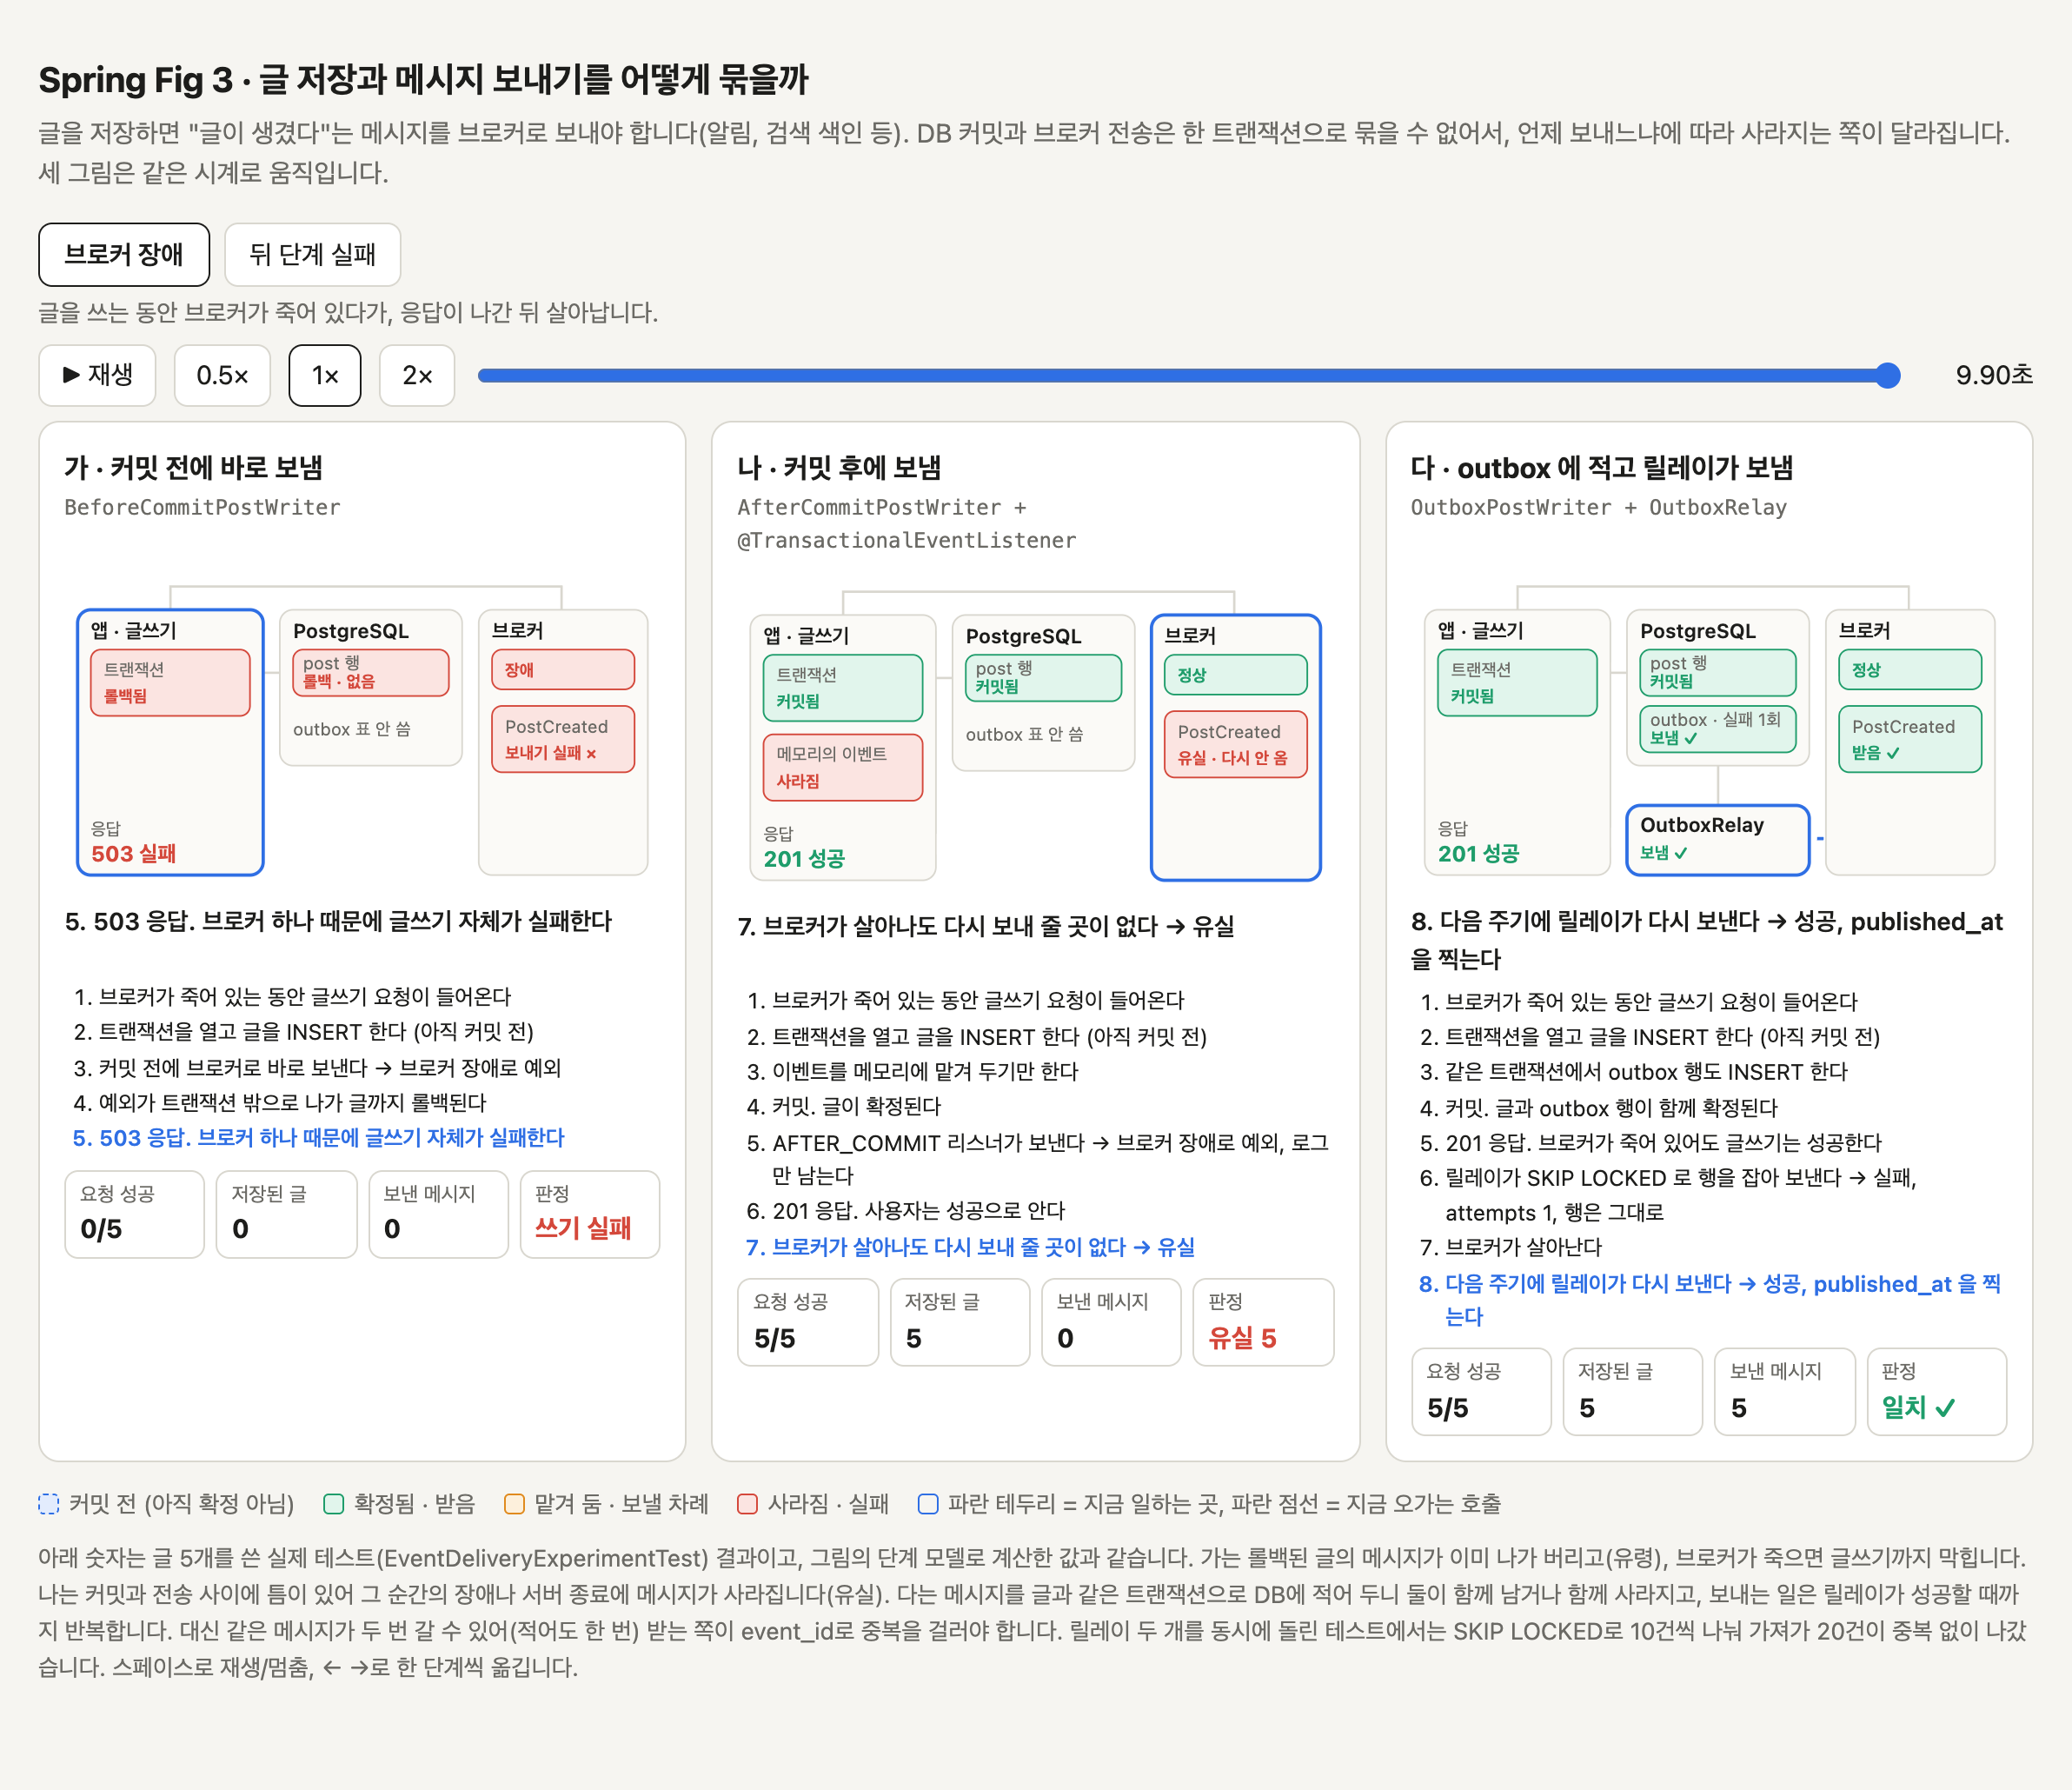 Spring Fig 3 · 글 저장과 메시지 보내기를 어떻게 묶을까
글을 저장하면 "글이 생겼다"는 메시지를 브로커로 보내야 합니다(알림, 검색 색인 등). DB 커밋과 브로커 전송은 한 트랜잭션으로 묶을 수 없어서, 언제 보내느냐에 따라 사라지는 쪽이 달라집니다.
세 그림은 같은 시계로 움직입니다.
브로커 장애
뒤 단계 실패
글을 쓰는 동안 브로커가 죽어 있다가, 응답이 나간 뒤 살아납니다.
▶ 재생
0.5×
1×
2×
9.90초
가 · 커밋 전에 바로 보냄
BeforeCommitPostWriter
앱 · 글쓰기
트랜잭션
롤백됨
응답
503 실패
PostgreSQL
post 행
롤백 · 없음
outbox 표 안 씀
브로커
장애
PostCreated
보내기 실패 ×
5. 503 응답. 브로커 하나 때문에 글쓰기 자체가 실패한다
1. 브로커가 죽어 있는 동안 글쓰기 요청이 들어온다
2. 트랜잭션을 열고 글을 INSERT 한다 (아직 커밋 전)
3. 커밋 전에 브로커로 바로 보낸다 → 브로커 장애로 예외
4. 예외가 트랜잭션 밖으로 나가 글까지 롤백된다
5. 503 응답. 브로커 하나 때문에 글쓰기 자체가 실패한다
요청 성공
0/5
저장된 글
0
보낸 메시지
0
판정
쓰기 실패
나 · 커밋 후에 보냄
AfterCommitPostWriter +
@TransactionalEventListener
앱 · 글쓰기
트랜잭션
커밋됨
메모리의 이벤트
사라짐
응답
201 성공
PostgreSQL
post 행
커밋됨
outbox 표 안 씀
브로커
정상
PostCreated
유실 · 다시 안 옴
7. 브로커가 살아나도 다시 보내 줄 곳이 없다 → 유실
1. 브로커가 죽어 있는 동안 글쓰기 요청이 들어온다
2. 트랜잭션을 열고 글을 INSERT 한다 (아직 커밋 전)
3. 이벤트를 메모리에 맡겨 두기만 한다
4. 커밋. 글이 확정된다
5. AFTER_COMMIT 리스너가 보낸다 → 브로커 장애로 예외, 로그
만 남는다
6. 201 응답. 사용자는 성공으로 안다
7. 브로커가 살아나도 다시 보내 줄 곳이 없다 → 유실
요청 성공
5/5
저장된 글
5
보낸 메시지
0
판정
유실 5
다 · outbox 에 적고 릴레이가 보냄
OutboxPostWriter + OutboxRelay
앱 · 글쓰기
트랜잭션
커밋됨
응답
201 성공
PostgreSQL
post 행
커밋됨
outbox · 실패 1회
보냄 ✓
OutboxRelay
보냄 ✓
브로커
정상
PostCreated
받음 ✓
8. 다음 주기에 릴레이가 다시 보낸다 → 성공, published_at
을 찍는다
1. 브로커가 죽어 있는 동안 글쓰기 요청이 들어온다
2. 트랜잭션을 열고 글을 INSERT 한다 (아직 커밋 전)
3. 같은 트랜잭션에서 outbox 행도 INSERT 한다
4. 커밋. 글과 outbox 행이 함께 확정된다
5. 201 응답. 브로커가 죽어 있어도 글쓰기는 성공한다
6. 릴레이가 SKIP LOCKED 로 행을 잡아 보낸다 → 실패,
attempts 1, 행은 그대로
7. 브로커가 살아난다
8. 다음 주기에 릴레이가 다시 보낸다 → 성공, published_at 을 찍
는다
요청 성공
5/5
저장된 글
5
보낸 메시지
5
판정
일치 ✓
커밋 전 (아직 확정 아님)
확정됨 · 받음
맡겨 둠 · 보낼 차례
사라짐 · 실패
파란 테두리 = 지금 일하는 곳, 파란 점선 = 지금 오가는 호출
아래 숫자는 글 5개를 쓴 실제 테스트(EventDeliveryExperimentTest) 결과이고, 그림의 단계 모델로 계산한 값과 같습니다. 가는 롤백된 글의 메시지가 이미 나가 버리고(유령), 브로커가 죽으면 글쓰기까지 막힙니다.
나는 커밋과 전송 사이에 틈이 있어 그 순간의 장애나 서버 종료에 메시지가 사라집니다(유실). 다는 메시지를 글과 같은 트랜잭션으로 DB에 적어 두니 둘이 함께 남거나 함께 사라지고, 보내는 일은 릴레이가 성공할 때까
지 반복합니다. 대신 같은 메시지가 두 번 갈 수 있어(적어도 한 번) 받는 쪽이 event_id로 중복을 걸러야 합니다. 릴레이 두 개를 동시에 돌린 테스트에서는 SKIP LOCKED로 10건씩 나눠 가져가 20건이 중복 없이 나갔
습니다. 스페이스로 재생/멈춤, ← →로 한 단계씩 옮깁니다.